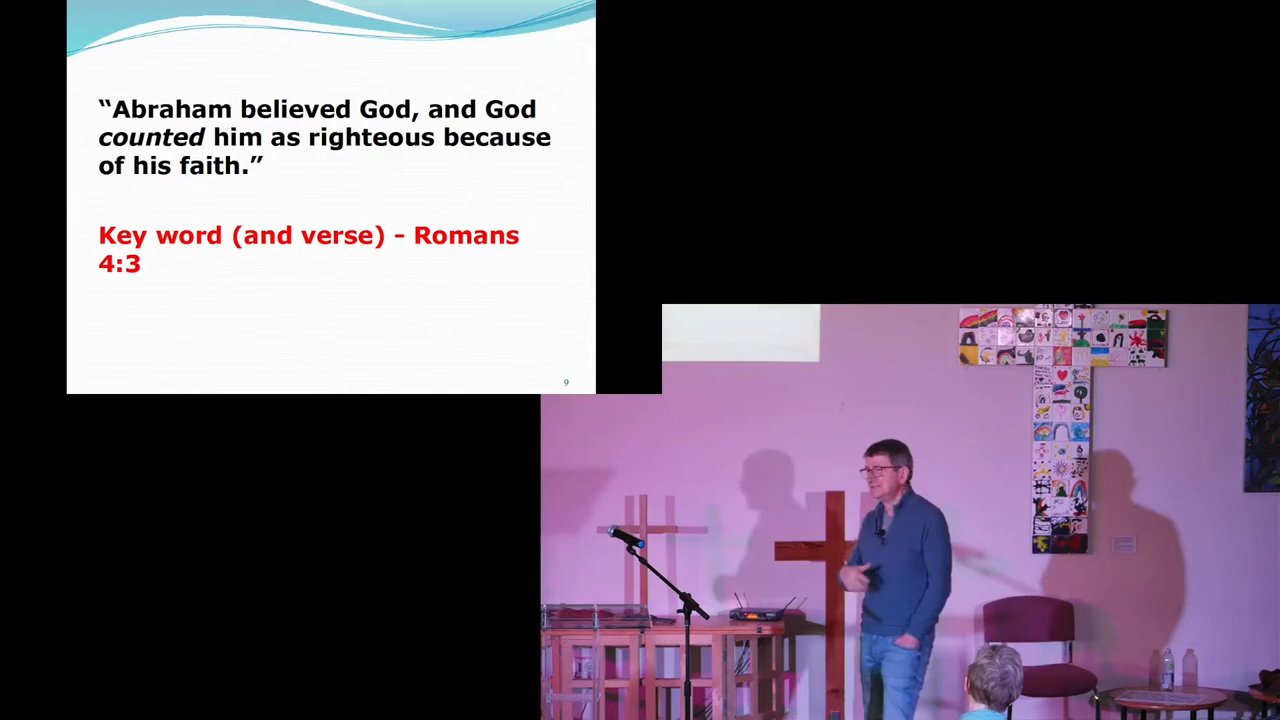 “Abraham believed God, and God
counted him as righteous because
of his faith.”
Key word (and verse) - Romans
4:3
9